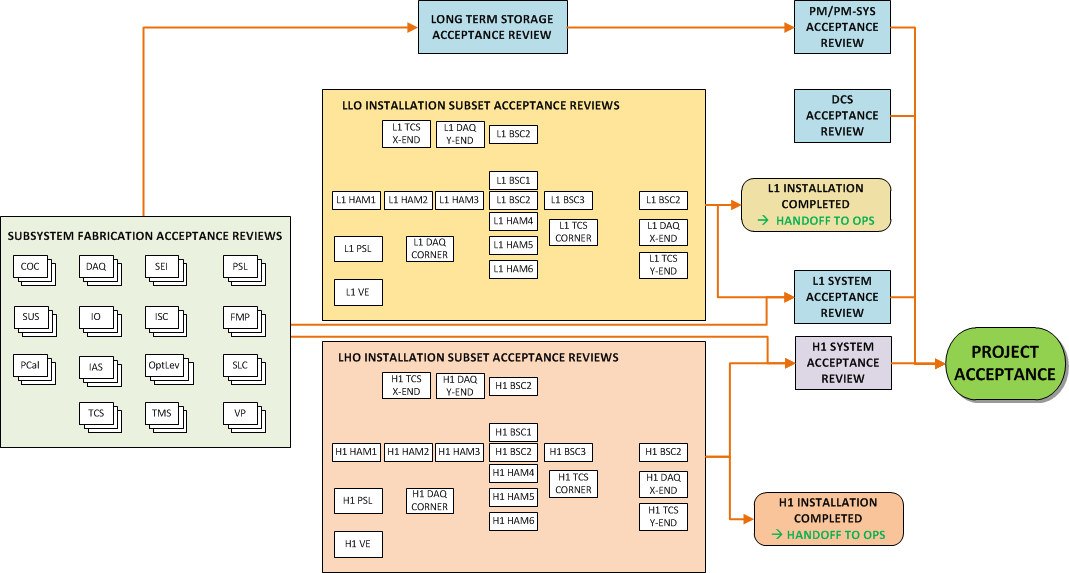 LONG TERM STORAGE
ACCEPTANCE REVIEW
PM/PM-SYS
ACCEPTANCE
REVIEW
DCS
ACCEPTANCE
REVIEW
LLO INSTALLATION SUBSET ACCEPTANCE REVIEWS
L1 TCS
X-END
L1 DAQ
Y-END
L1 BSC2
L1 BSC1
L1 HAM1
L1 HAM2
L1 HAM3
L1 BSC2
L1 BSC3
L1 BSC2
L1 HAM4
L1 TCS
CORNER
L1 DAQ
X-END
L1 PSL
L1 DAQ
CORNER
L1 HAM5
L1 HAM6
L1 TCS
Y-END
L1 VE
L1 INSTALLATION
COMPLETED
→ HANDOFF TO OPS
SUBSYSTEM FABRICATION ACCEPTANCE REVIEWS
COC
DAQ
SEI
PSL
SUS
IO
ISC
FMP
PCal
IAS
OptLev
SLC
TCS
TMS
VP
L1 SYSTEM
ACCEPTANCE
REVIEW
H1 SYSTEM
ACCEPTANCE
REVIEW
PROJECT
ACCEPTANCE
LHO INSTALLATION SUBSET ACCEPTANCE REVIEWS
H1 TCS
X-END
H1 DAQ
Y-END
H1 BSC2
H1 BSC1
H1 HAM1
H1 HAM2
H1 HAM3
H1 BSC2
H1 BSC3
H1 BSC2
H1 HAM4
H1 TCS
CORNER
H1 DAQ
X-END
H1 PSL
H1 DAQ
CORNER
H1 HAM5
H1 HAM6
H1 TCS
Y-END
H1 VE
H1 INSTALLATION
COMPLETED
→ HANDOFF TO OPS